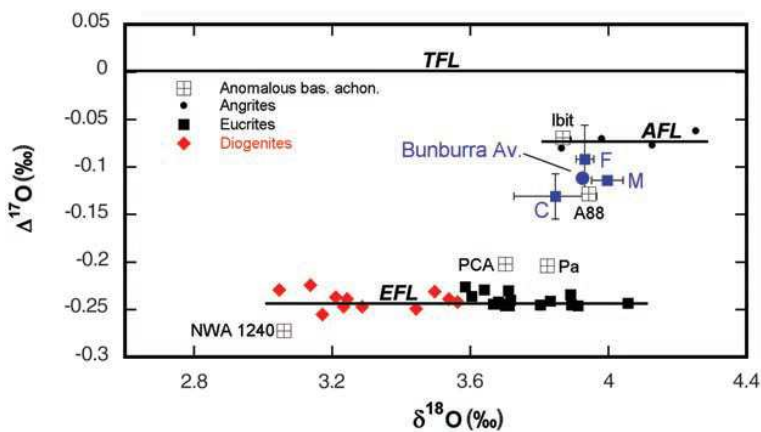 0.05
0
-0.05
-0.1
-0.15
-0.2
-0.25
-0.3
Δ¹⁷O (‰)
TFL
Anomalous bas. achon.
Angrites
Eucrites
Diogenites
Ibit
AFL
Bunburra Av.
F
M
C
A88
PCA
Pa
EFL
NWA 1240
2.8
3.2
3.6
4
4.4
δ¹⁸O (‰)